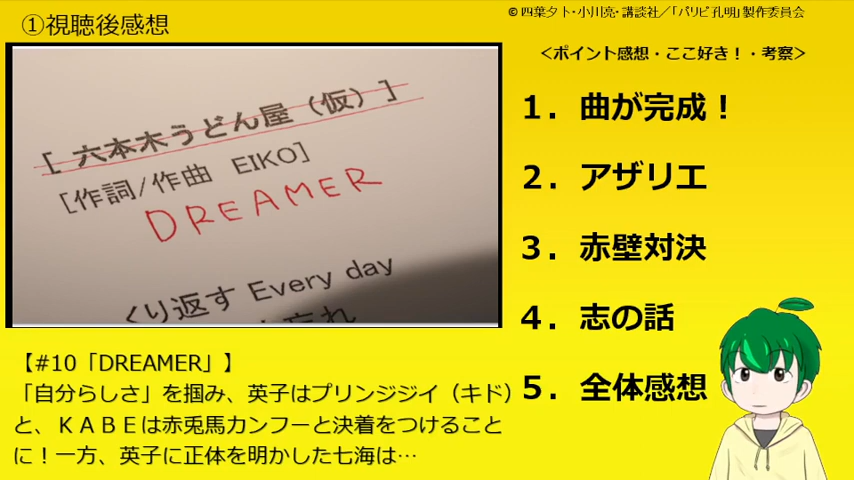 ①視聴後感想
© 四葉夕卜・小川亮・講談社／「パリピ孔明」製作委員会
＜ポイント感想・ここ好き！・考察＞
[ 六本木うどん屋（仮）]
[作詞/作曲 EIKO]
DREAMER
くり返す Every day
1．曲が完成！
2．アザリエ
3．赤壁対決
4．志の話
5．全体感想
【#10「DREAMER」】
「自分らしさ」を掴み、英子はプリンジジイ（キド）
と、ＫＡＢＥは赤兎馬カンフーと決着をつけること
に！一方、英子に正体を明かした七海は…